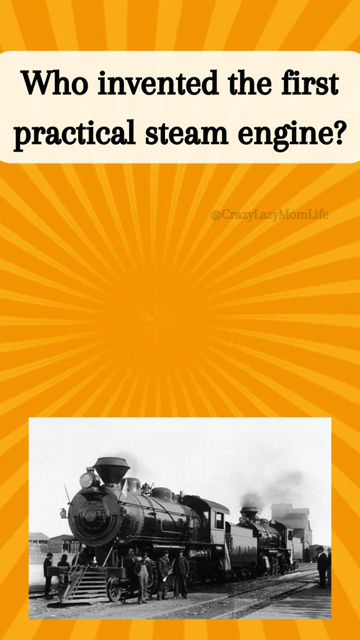 Who invented the first
practical steam engine?
@CrazyLazyMomLife